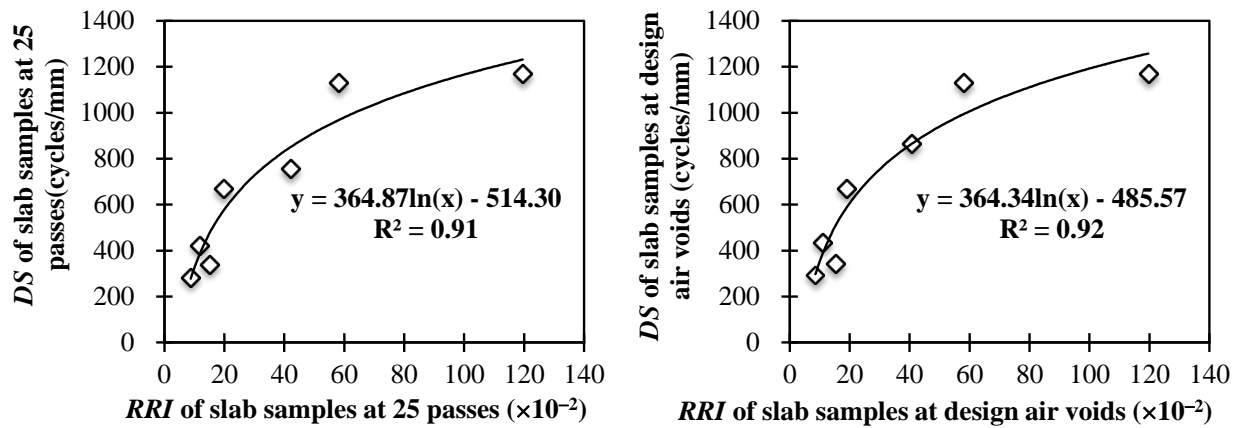 DS of slab samples at 25
passes(cycles/mm)
1400
1200
1000
800
600
400
200
0
y = 364.87ln(x) - 514.30
R² = 0.91
0 20 40 60 80 100 120 140
RRI of slab samples at 25 passes (×10⁻²)
DS of slab samples at design
air voids (cycles/mm)
1400
1200
1000
800
600
400
200
0
y = 364.34ln(x) - 485.57
R² = 0.92
0 20 40 60 80 100 120 140
RRI of slab samples at design air voids (×10⁻²)